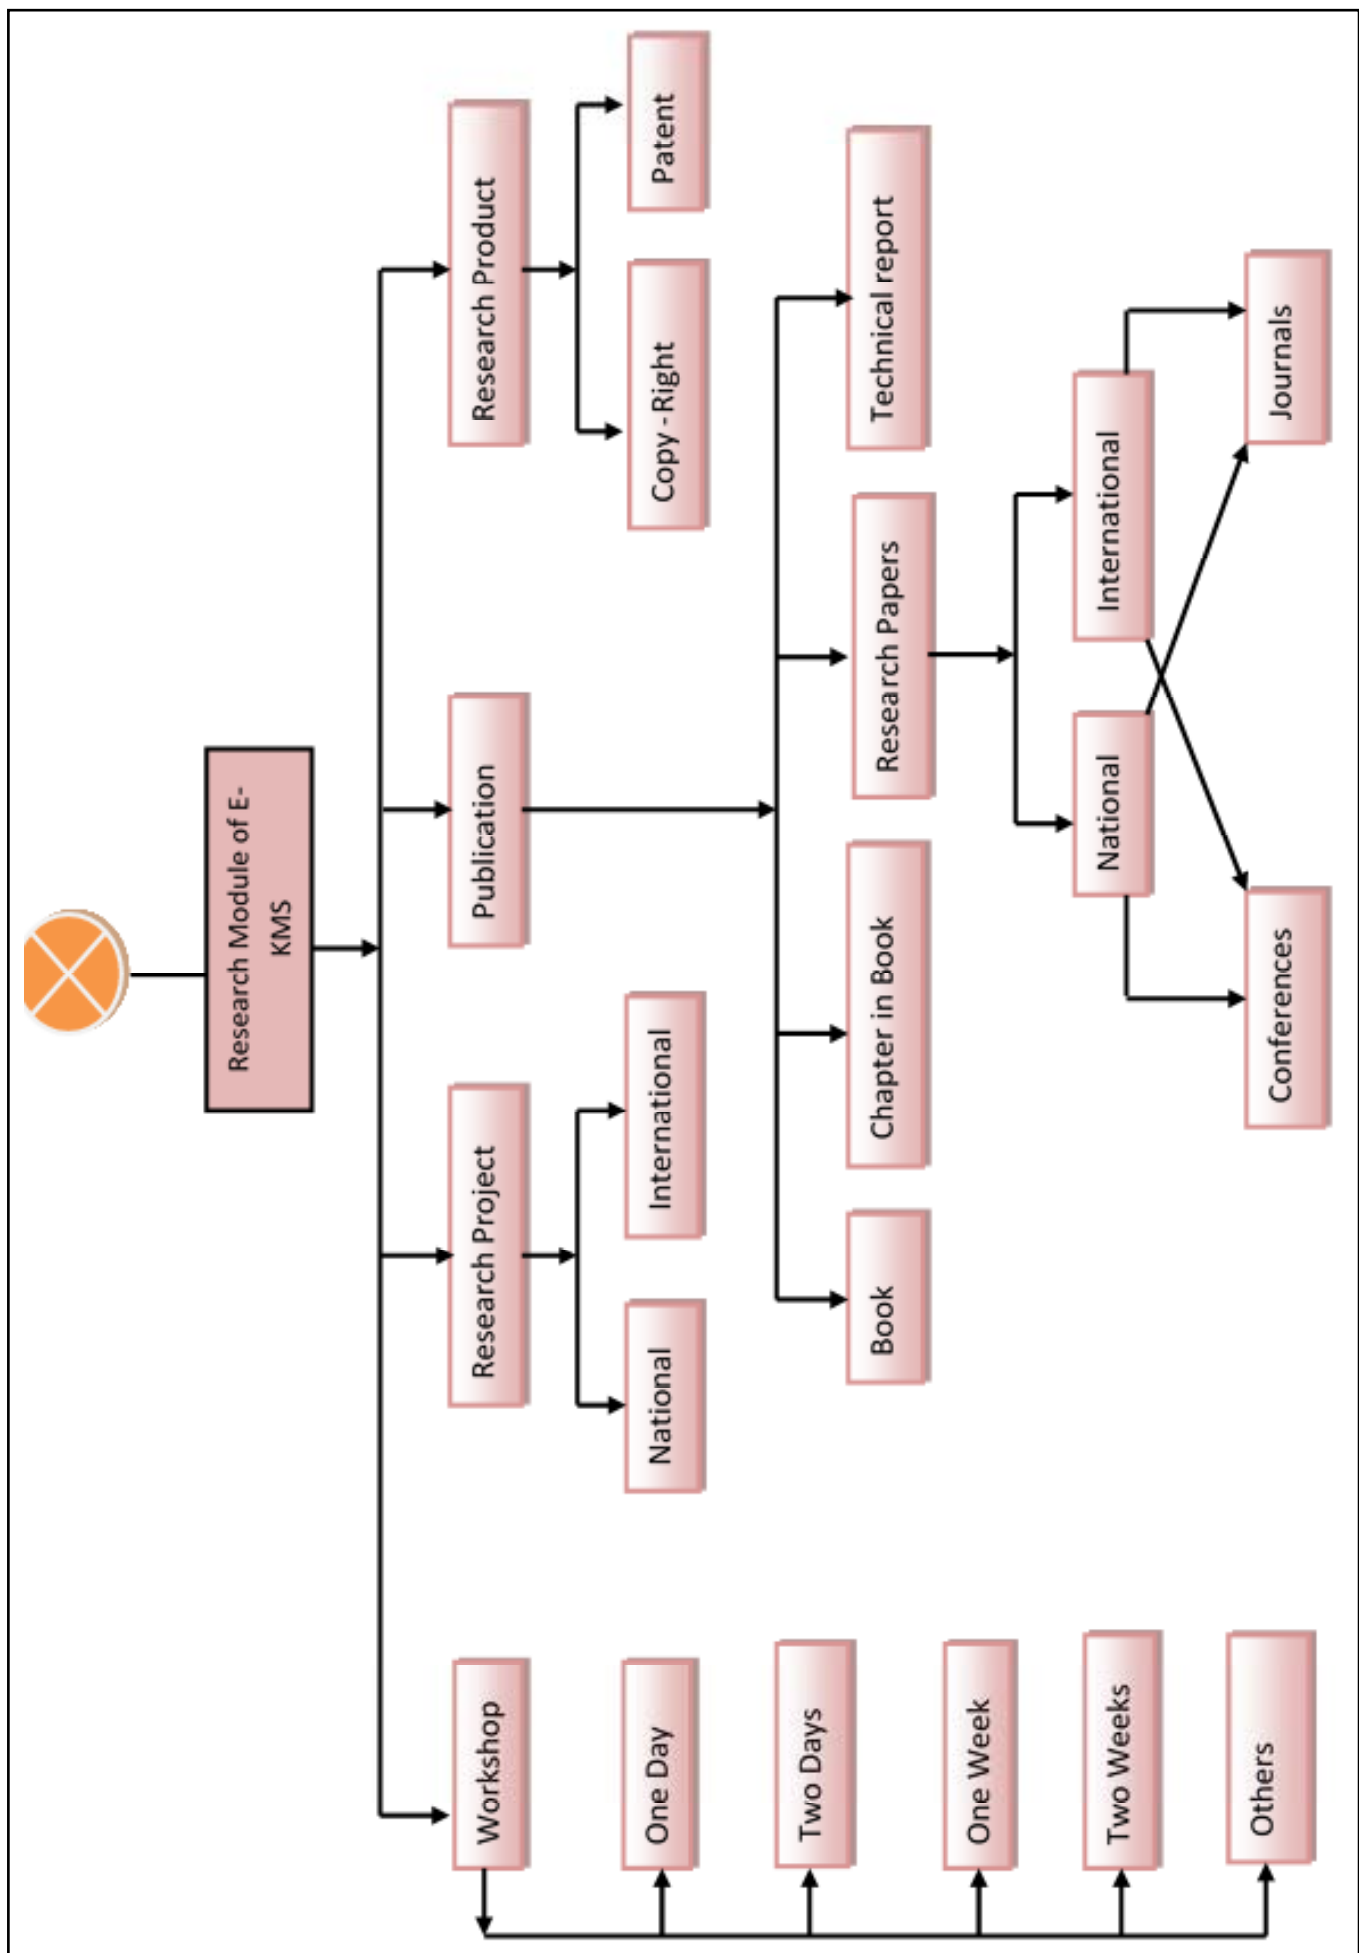 Research Module of E-
KMS
Workshop
Research Project
Publication
Research Product
One Day
National
International
Copy -Right
Patent
Two Days
Book
Chapter in Book
Research Papers
Technical report
One Week
Two Weeks
National
International
Others
Conferences
Journals